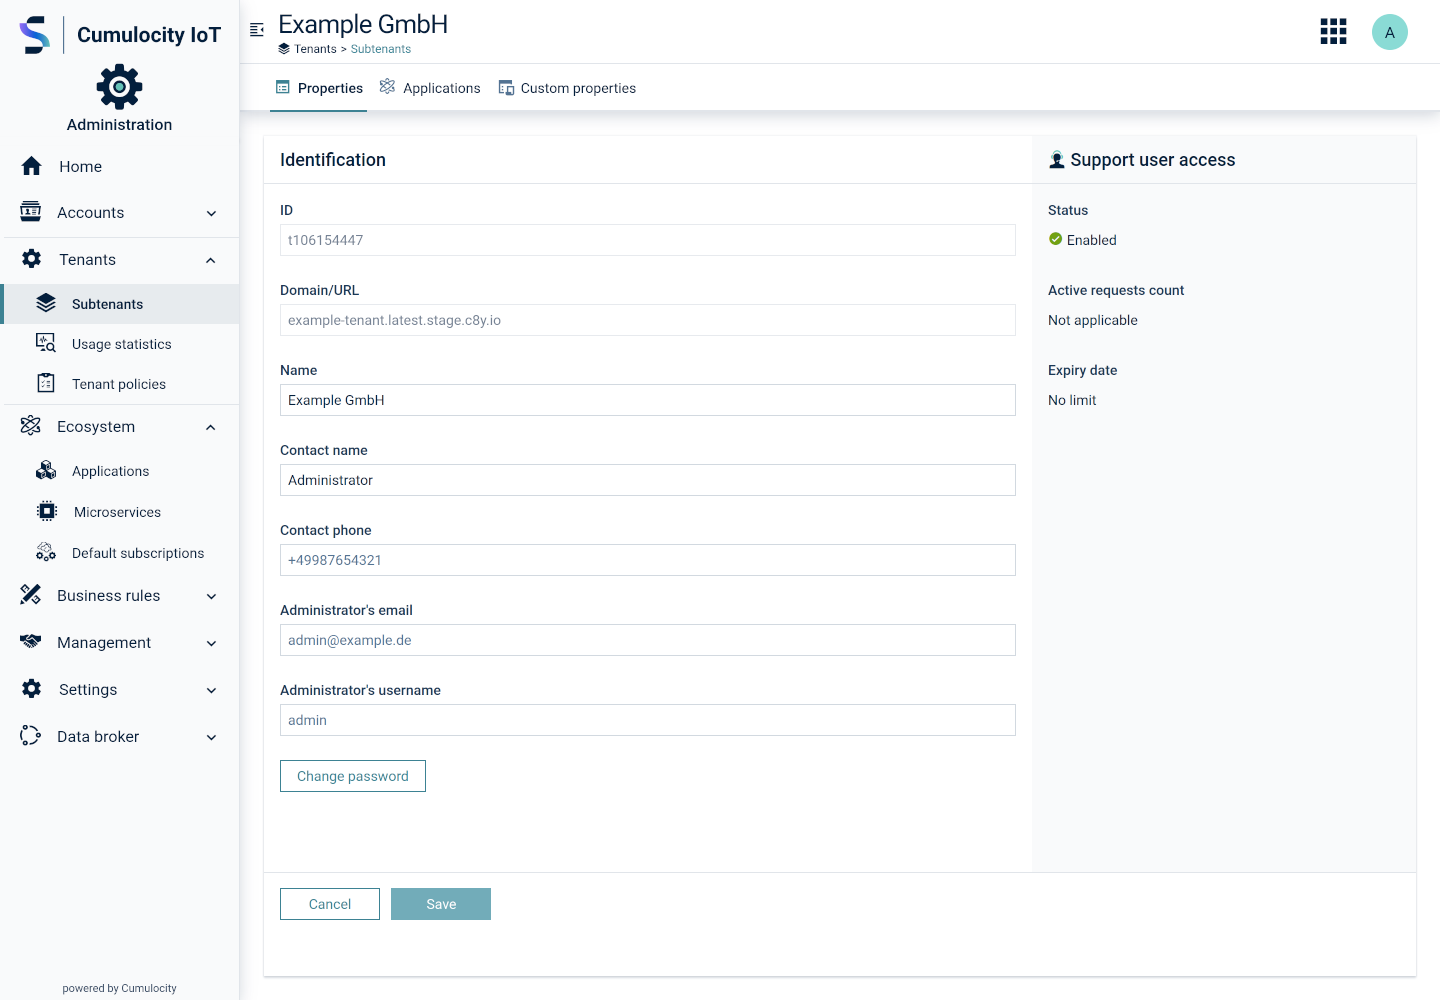 Cumulocity IoT
Administration
Home
Accounts
Tenants
Subtenants
Usage statistics
Tenant policies
Ecosystem
Applications
Microservices
Default subscriptions
Business rules
Management
Settings
Data broker
powered by Cumulocity
Example GmbH
Tenants > Subtenants
A
Properties Applications Custom properties
Identification
ID
t106154447
Domain/URL
example-tenant.latest.stage.c8y.io
Name
Example GmbH
Contact name
Administrator
Contact phone
+49987654321
Administrator's email
admin@example.de
Administrator's username
admin
Change password
Cancel Save
Support user access
Status
Enabled
Active requests count
Not applicable
Expiry date
No limit